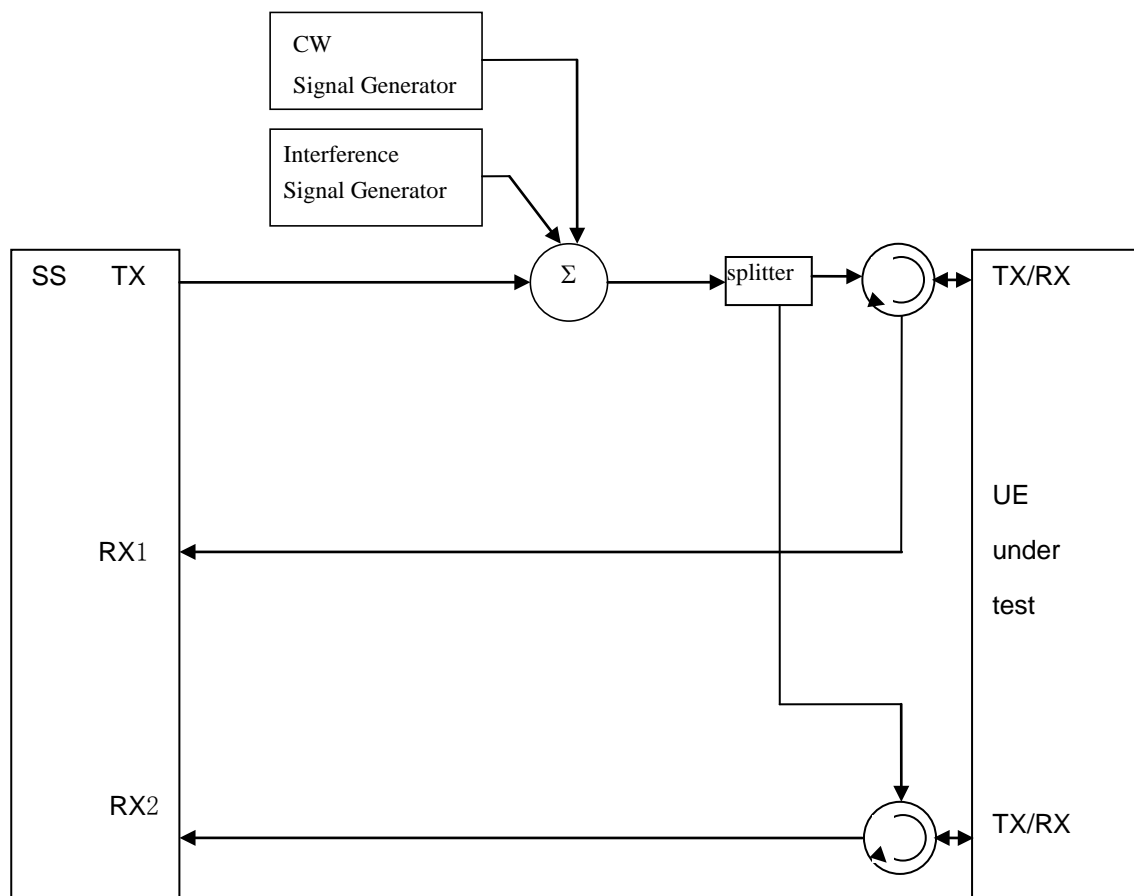 CW
Signal Generator
Interference
Signal Generator
SS TX
Σ
splitter
TX/RX
RX1
UE
under
test
RX2
TX/RX